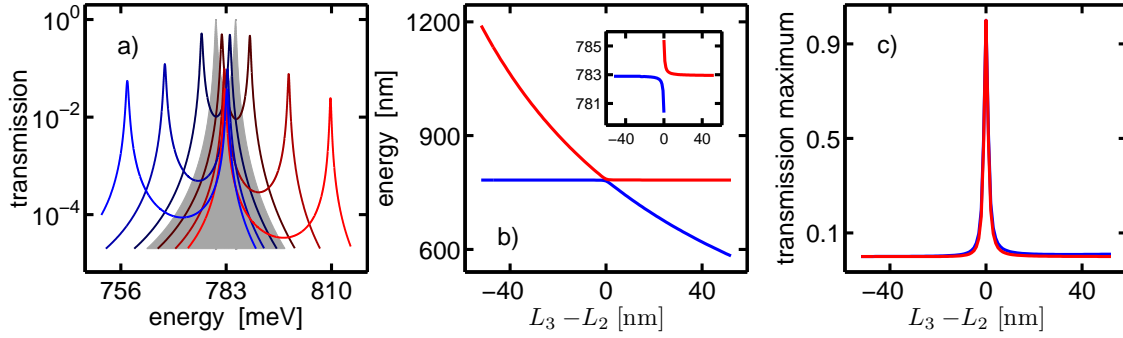 a)
transmission
10^0
10^-2
10^-4
756
783
810
energy [meV]
b)
energy [nm]
1200
900
600
−40
0
40
L_3 − L_2 [nm]
785
783
781
−40
0
40
c)
transmission maximum
0.9
0.5
0.1
−40
0
40
L_3 − L_2 [nm]